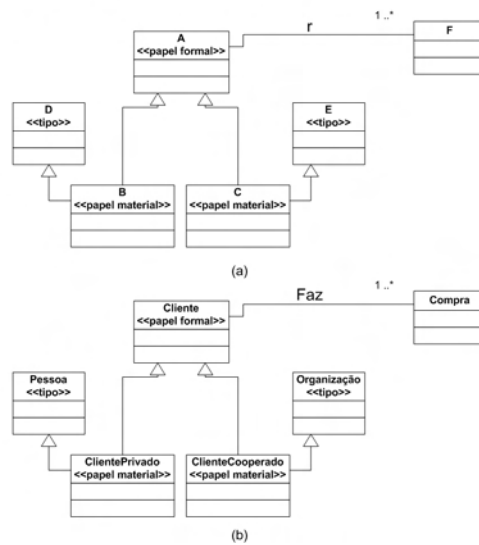 A
<<papel formal>>
r
1 ..*
F
D
<<tipo>>
E
<<tipo>>
B
<<papel material>>
C
<<papel material>>
(a)
Cliente
<<papel formal>>
Faz
1 ..*
Compra
Pessoa
<<tipo>>
Organização
<<tipo>>
ClientePrivado
<<papel material>>
ClienteCooperado
<<papel material>>
(b)